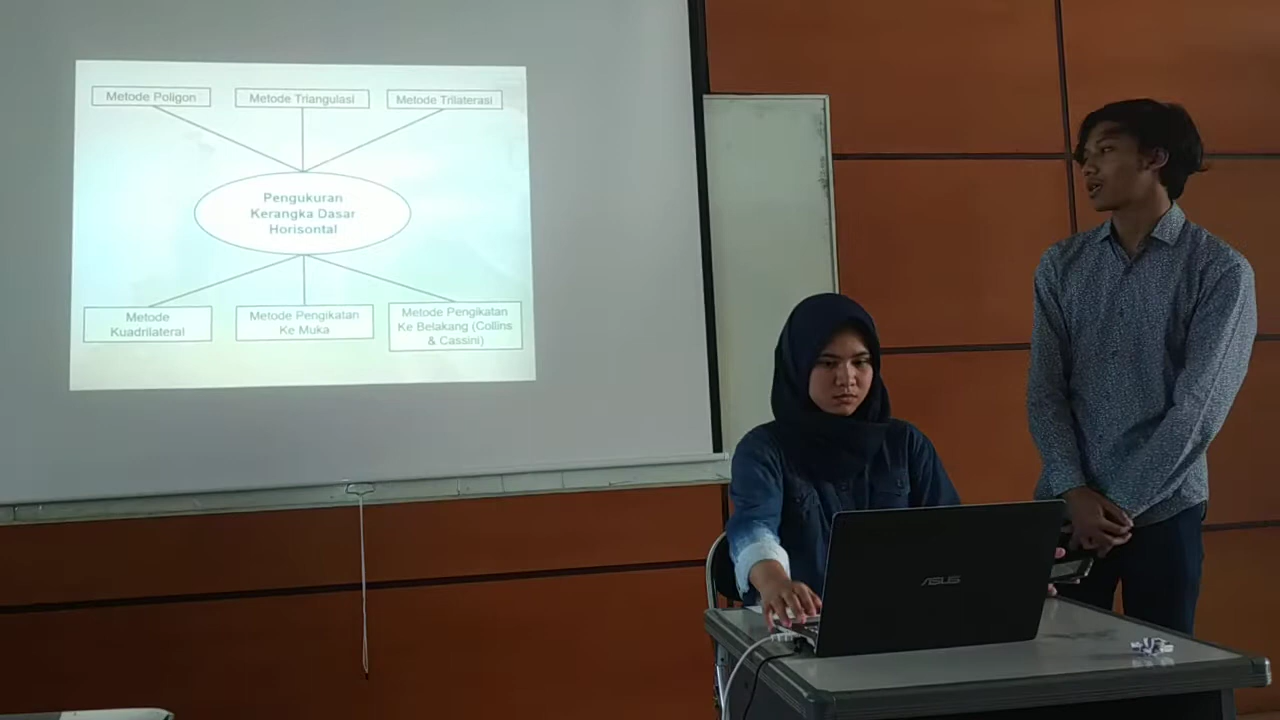 Metode Poligon
Metode Triangulasi
Metode Trilaterasi
Pengukuran
Kerangka Dasar
Horisontal
Metode
Kuadrilateral
Metode Pengikatan
Ke Muka
Metode Pengikatan
Ke Belakang (Collins
& Cassini)
ASUS